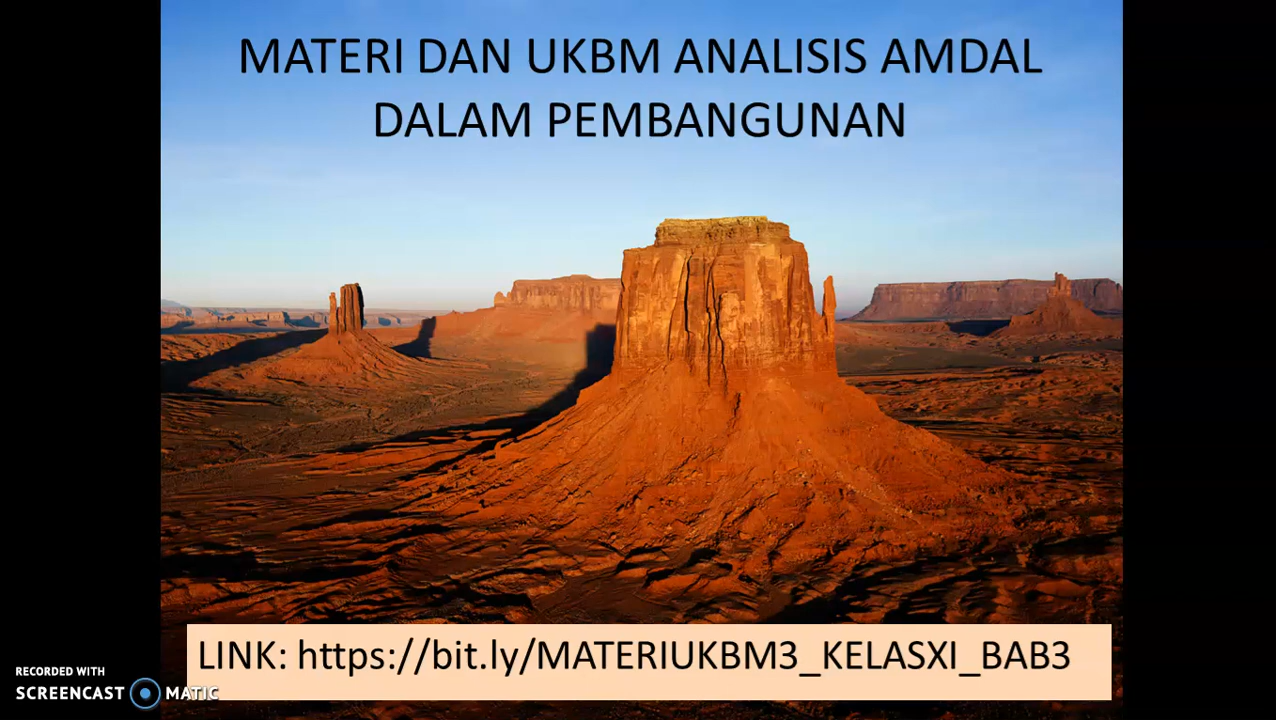 MATERI DAN UKBM ANALISIS AMDAL
DALAM PEMBANGUNAN
LINK: https://bit.ly/MATERIUKBM3_KELASXI_BAB3
RECORDED WITH
SCREENCAST MATIC